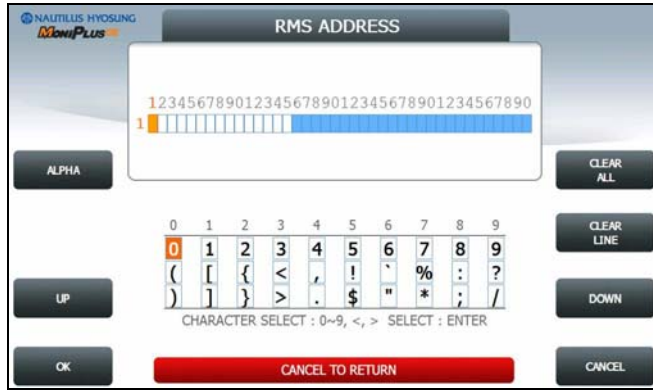 NAUTILUS HYOSUNG
MoniPlus
RMS ADDRESS
1234567890123456789012345678901234567890
1
ALPHA
CLEAR
ALL
0 1 2 3 4 5 6 7 8 9
0 1 2 3 4 5 6 7 8 9
( [ { < , ! ` % : ?
) ] } > . $ " * ; /
CLEAR
LINE
UP
DOWN
CHARACTER SELECT : 0~9, <, > SELECT : ENTER
OK
CANCEL TO RETURN
CANCEL